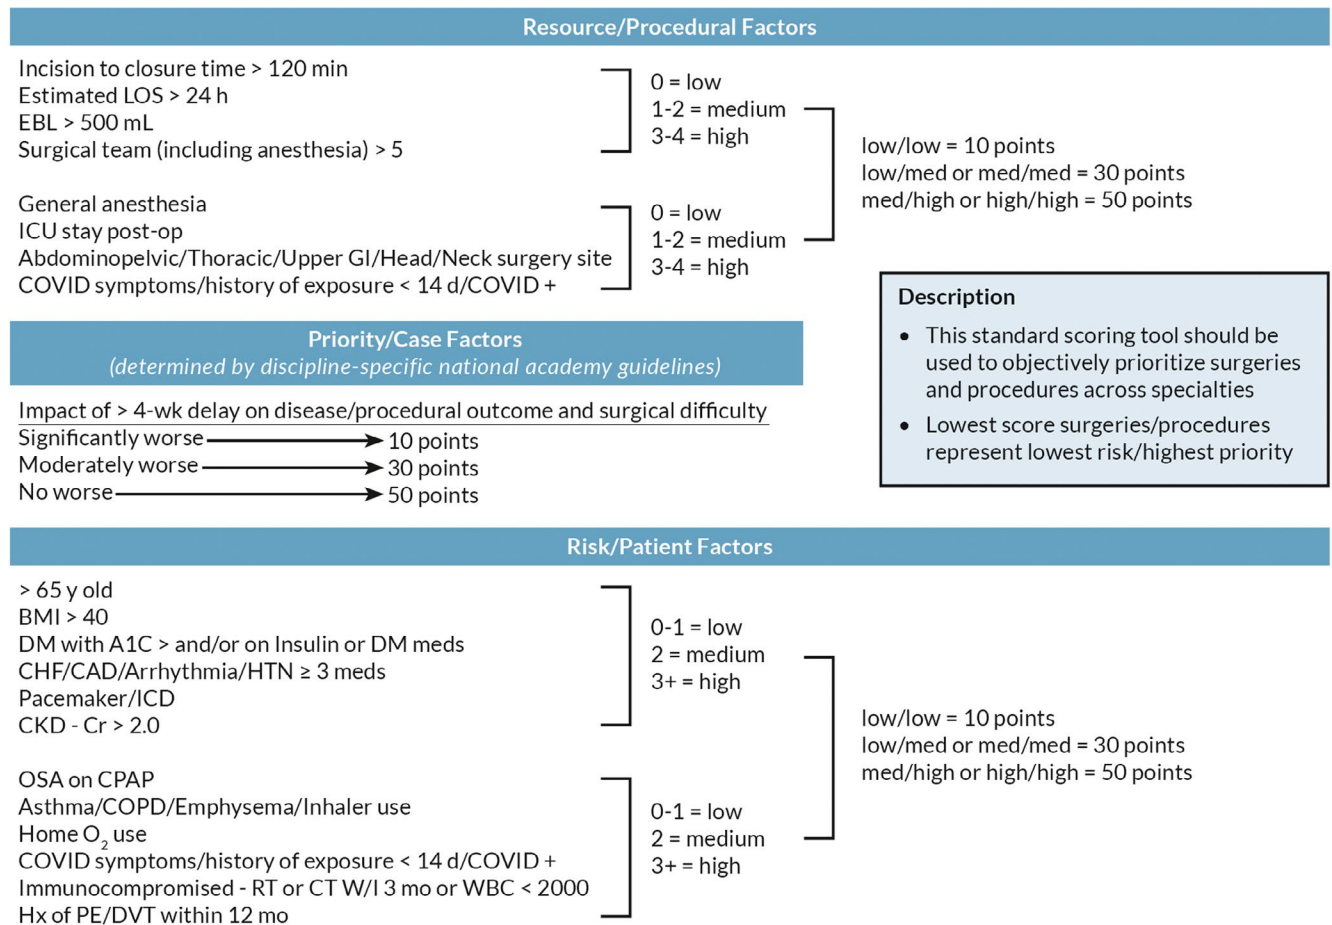 Resource/Procedural Factors
Incision to closure time > 120 min
Estimated LOS > 24 h
EBL > 500 mL
Surgical team (including anesthesia) > 5
0 = low
1-2 = medium
3-4 = high
General anesthesia
ICU stay post-op
Abdominopelvic/Thoracic/Upper GI/Head/Neck surgery site
COVID symptoms/history of exposure < 14 d/COVID +
0 = low
1-2 = medium
3-4 = high
low/low = 10 points
low/med or med/med = 30 points
med/high or high/high = 50 points
Priority/Case Factors
(determined by discipline-specific national academy guidelines)
Impact of > 4-wk delay on disease/procedural outcome and surgical difficulty
Significantly worse 10 points
Moderately worse 30 points
No worse 50 points
Description
• This standard scoring tool should be
used to objectively prioritize surgeries
and procedures across specialties
• Lowest score surgeries/procedures
represent lowest risk/highest priority
Risk/Patient Factors
> 65 y old
BMI > 40
DM with A1C > and/or on Insulin or DM meds
CHF/CAD/Arrhythmia/HTN ≥ 3 meds
Pacemaker/ICD
CKD - Cr > 2.0
0-1 = low
2 = medium
3+ = high
OSA on CPAP
Asthma/COPD/Emphysema/Inhaler use
Home O₂ use
COVID symptoms/history of exposure < 14 d/COVID +
Immunocompromised - RT or CT W/I 3 mo or WBC < 2000
Hx of PE/DVT within 12 mo
0-1 = low
2 = medium
3+ = high
low/low = 10 points
low/med or med/med = 30 points
med/high or high/high = 50 points